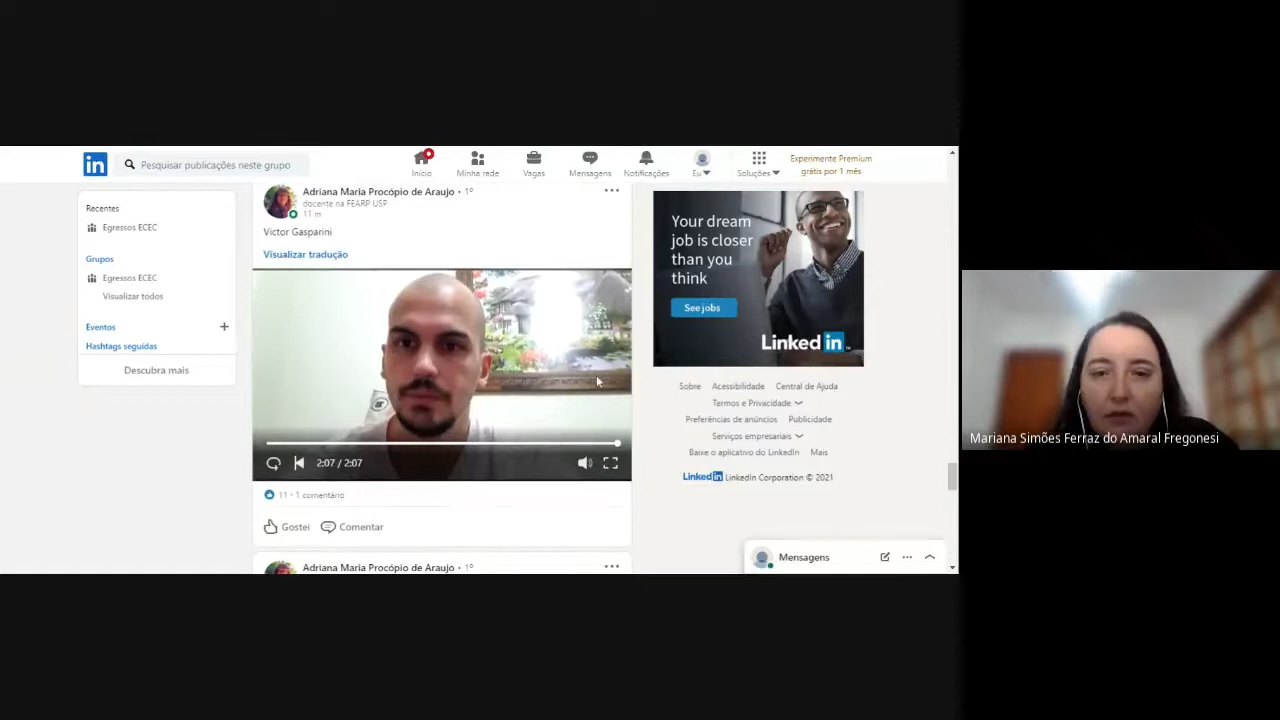 in
Pesquisar publicações neste grupo
Início
Minha rede
Vagas
Mensagens
Notificações
Eu
Soluções
Experimente Premium
grátis por 1 mês
Recentes
Egressos ECEC
Grupos
Egressos ECEC
Visualizar todos
Eventos
+
Hashtags seguidas
Descubra mais
Adriana Maria Procópio de Araujo • 1º
docente na FEARP USP
11 m
Victor Gasparini
Visualizar tradução
2:07 / 2:07
11 • 1 comentário
Gostei
Comentar
Adriana Maria Procópio de Araujo • 1º
Your dream
job is closer
than you
think
See jobs
Linked in
Sobre Acessibilidade Central de Ajuda
Termos e Privacidade
Preferências de anúncios Publicidade
Serviços empresariais
Baixe o aplicativo do LinkedIn Mais
Linked in LinkedIn Corporation © 2021
Mensagens
Mariana Simões Ferraz do Amaral Fregonesi